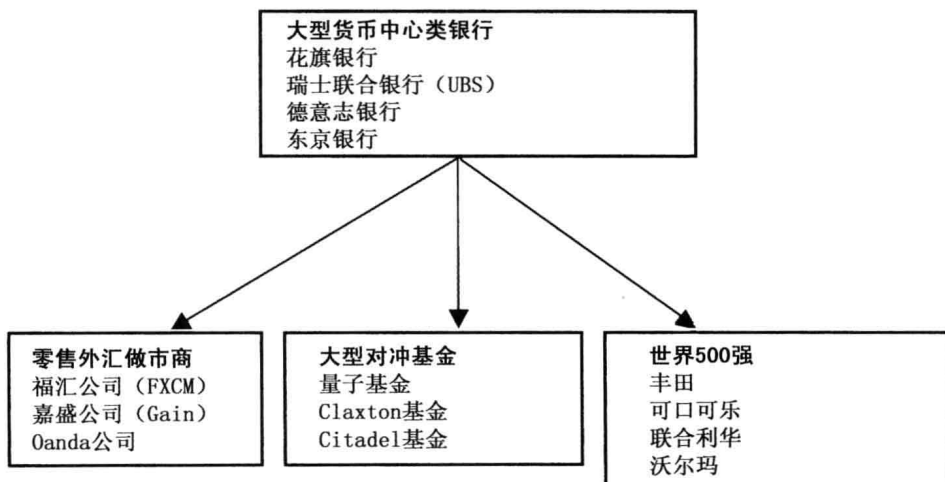 大型货币中心类银行
花旗银行
瑞士联合银行（UBS）
德意志银行
东京银行
零售外汇做市商
福汇公司（FXCM）
嘉盛公司（Gain）
Oanda公司
大型对冲基金
量子基金
Claxton基金
Citadel基金
世界500强
丰田
可口可乐
联合利华
沃尔玛